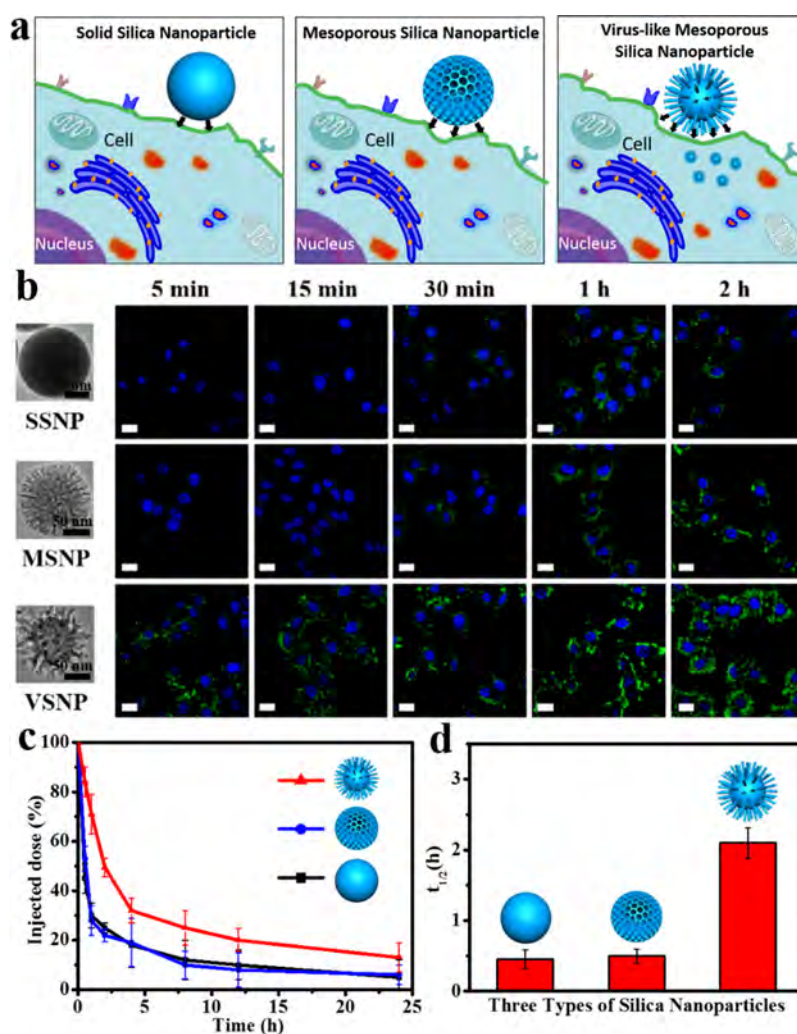 a
Solid Silica Nanoparticle
Cell
Nucleus
Mesoporous Silica Nanoparticle
Cell
Nucleus
Virus-like Mesoporous
Silica Nanoparticle
Cell
Nucleus
b
5 min
15 min
30 min
1 h
2 h
nm
SSNP
50 nm
MSNP
50 nm
VSNP
c
Injected dose (%)
100
80
60
40
20
0
0
5
10
15
20
25
Time (h)
d
t1/2(h)
3
2
1
0
Three Types of Silica Nanoparticles